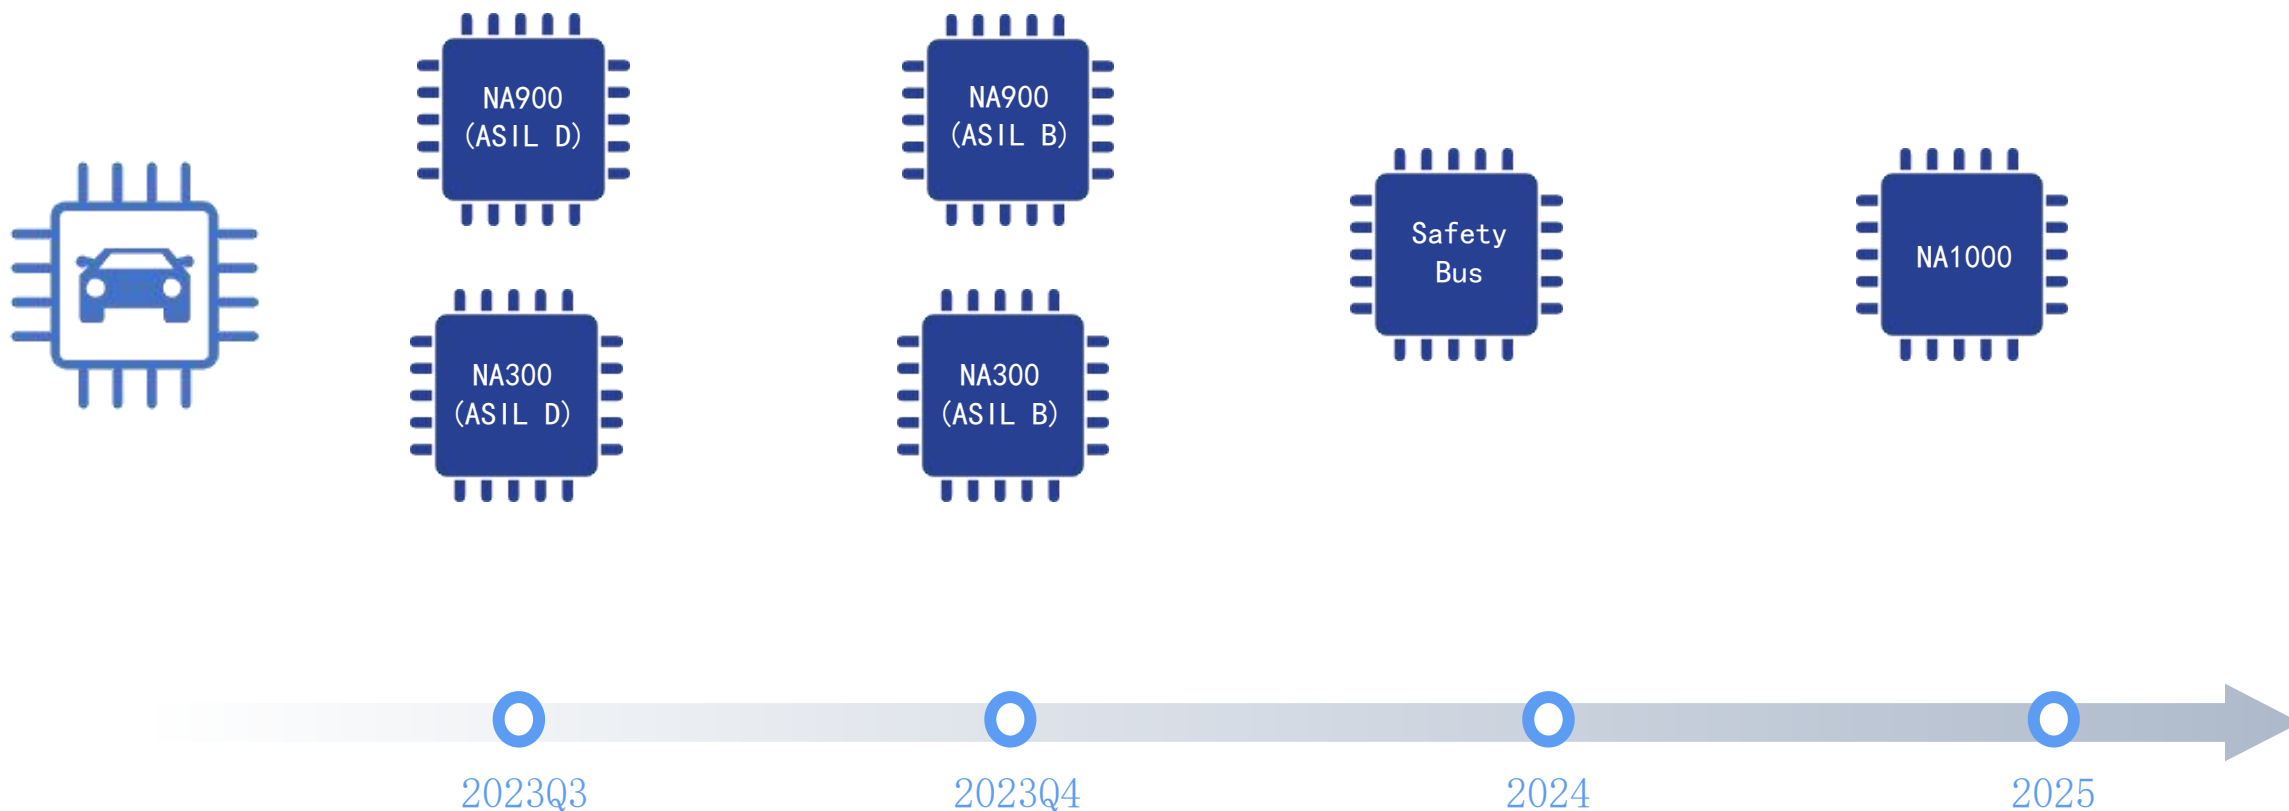 NA900
(ASIL D)
NA900
(ASIL B)
Safety
Bus
NA1000
NA300
(ASIL D)
NA300
(ASIL B)
2023Q3
2023Q4
2024
2025